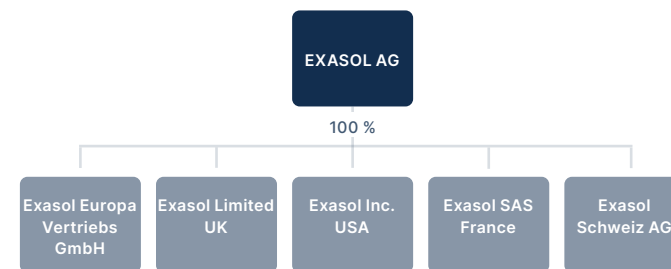 EXASOL AG
100 %
Exasol Europa
Vertriebs
GmbH
Exasol Limited
UK
Exasol Inc.
USA
Exasol SAS
France
Exasol
Schweiz AG